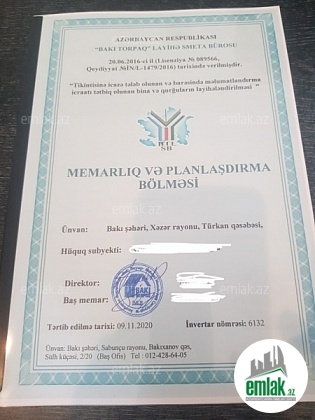 AZƏRBAYCAN RESPUBLİKASI
"BAKI TORPAQ" LAYİHƏ SMETA BÜROSU
20.06.2016-ci il (Lisenziya № 089566,
Qeydiyyat №İN/L-1479/2016) tarixində verilmişdir.
"Tikintisinə icazə tələb olunan və barəsində məlumatlandırma
icraatı tətbiq olunan bina və qurğuların layihələndirilməsi"
MEMARLIQ VƏ PLANLAŞDIRMA
BÖLMƏSİ
Ünvan: Bakı şəhəri, Xəzər rayonu, Türkan qəsəbəsi,
Hüquq subyekti:
Direktor:
Baş memar:
BAKI
Tərtib edilmə tarixi: 09.11.2020 İnvertar nömrəsi: 6132
Ünvan: Bakı şəhər, Sabunçu rayonu, Bakıxanov qəs,
Sülh küçəsi, 2/20 (Baş Ofis) Tel : 012-428-64-05
emlak.az